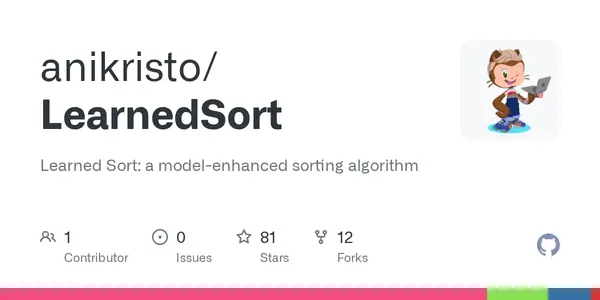 anikristo/
LearnedSort
Learned Sort: a model-enhanced sorting algorithm
1 0 81 12
Contributor Issues Stars Forks